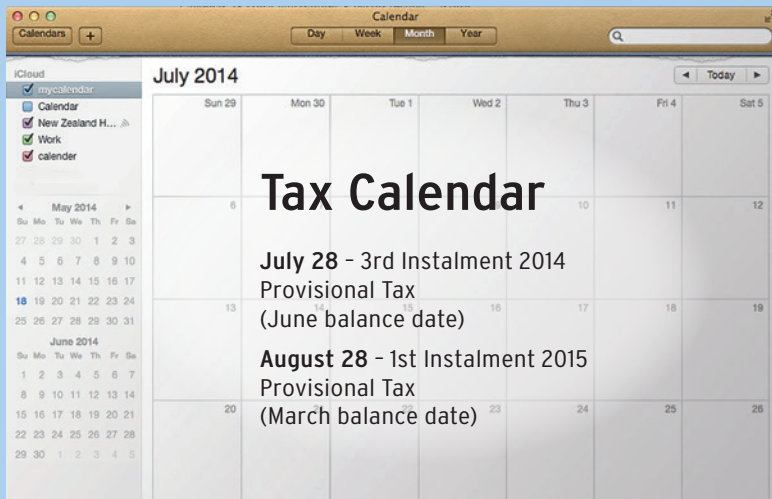 Calendar
Calendars +
Day Week Month Year
iCloud
mycalendar
Calendar
New Zealand H...
Work
calender
May 2014
Su Mo Tu We Th Fr Sa
27 28 29 30 1 2 3
4 5 6 7 8 9 10
11 12 13 14 15 16 17
18 19 20 21 22 23 24
25 26 27 28 29 30 31
June 2014
Su Mo Tu We Th Fr Sa
1 2 3 4 5 6 7
8 9 10 11 12 13 14
15 16 17 18 19 20 21
22 23 24 25 26 27 28
29 30 1 2 3 4 5
July 2014
Today
Sun 29 Mon 30 Tue 1 Wed 2 Thu 3 Fri 4 Sat 5
6 10 11 12
Tax Calendar
July 28 – 3rd Instalment 2014
Provisional Tax
13 14 15 16 17 18 19
(June balance date)
August 28 – 1st Instalment 2015
Provisional Tax
20 22 23 24 25 26
(March balance date)